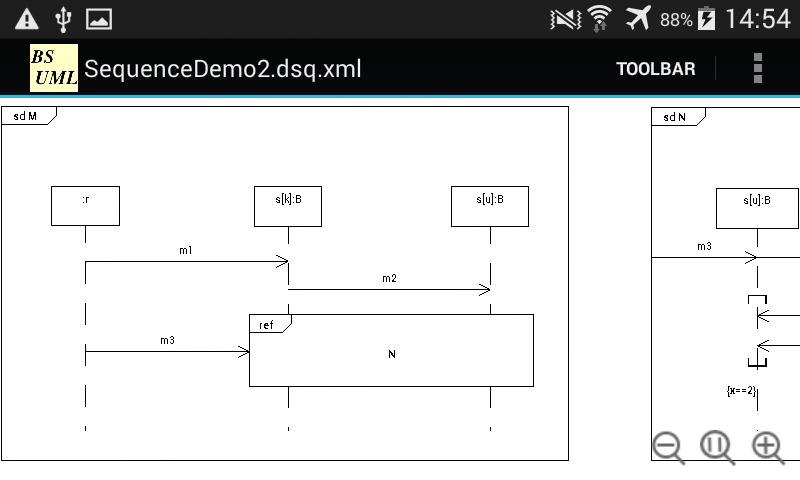 88% 14:54
BS
UML
SequenceDemo2.dsq.xml
TOOLBAR
sd M
:r
s[k]:B
s[u]:B
m1
m2
m3
ref
N
sd N
s[u]:B
m3
{x==2}